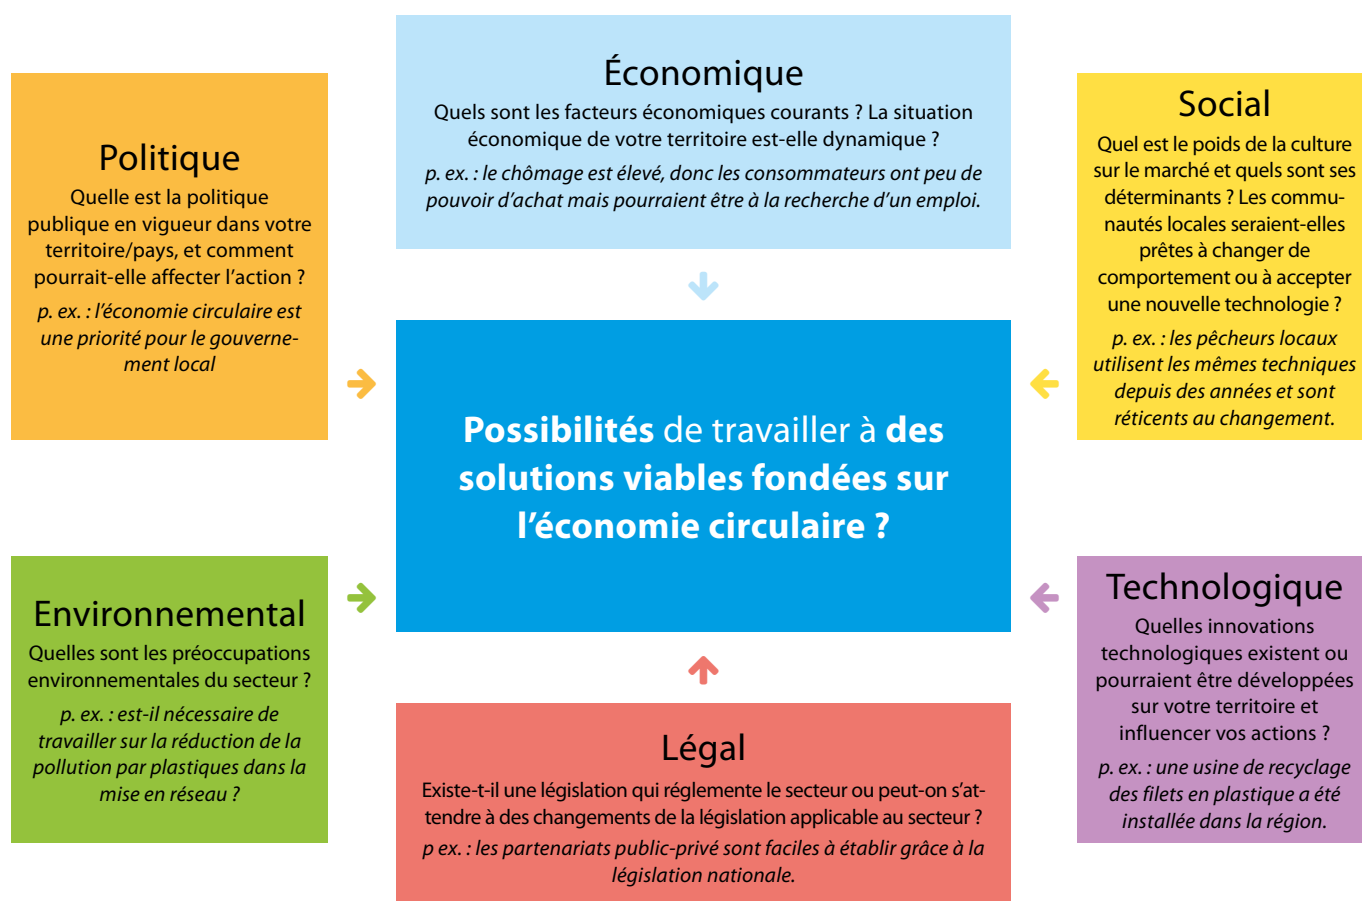 Économique
Quels sont les facteurs économiques courants ? La situation
économique de votre territoire est-elle dynamique ?
p. ex. : le chômage est élevé, donc les consommateurs ont peu de
pouvoir d’achat mais pourraient être à la recherche d’un emploi.
Politique
Quelle est la politique
publique en vigueur dans votre
territoire/pays, et comment
pourrait-elle affecter l’action ?
p. ex. : l’économie circulaire est
une priorité pour le gouverne-
ment local
Social
Quel est le poids de la culture
sur le marché et quels sont ses
déterminants ? Les commu-
nautés locales seraient-elles
prêtes à changer de
comportement ou à accepter
une nouvelle technologie ?
p. ex. : les pêcheurs locaux
utilisent les mêmes techniques
depuis des années et sont
réticents au changement.
Possibilités de travailler à des
solutions viables fondées sur
l’économie circulaire ?
Environnemental
Quelles sont les préoccupations
environnementales du secteur ?
p. ex. : est-il nécessaire de
travailler sur la réduction de la
pollution par plastiques dans la
mise en réseau ?
Technologique
Quelles innovations
technologiques existent ou
pourraient être développées
sur votre territoire et
influencer vos actions ?
p. ex. : une usine de recyclage
des filets en plastique a été
installée dans la région.
Légal
Existe-t-il une législation qui réglemente le secteur ou peut-on s’at-
tendre à des changements de la législation applicable au secteur ?
p ex. : les partenariats public-privé sont faciles à établir grâce à la
législation nationale.